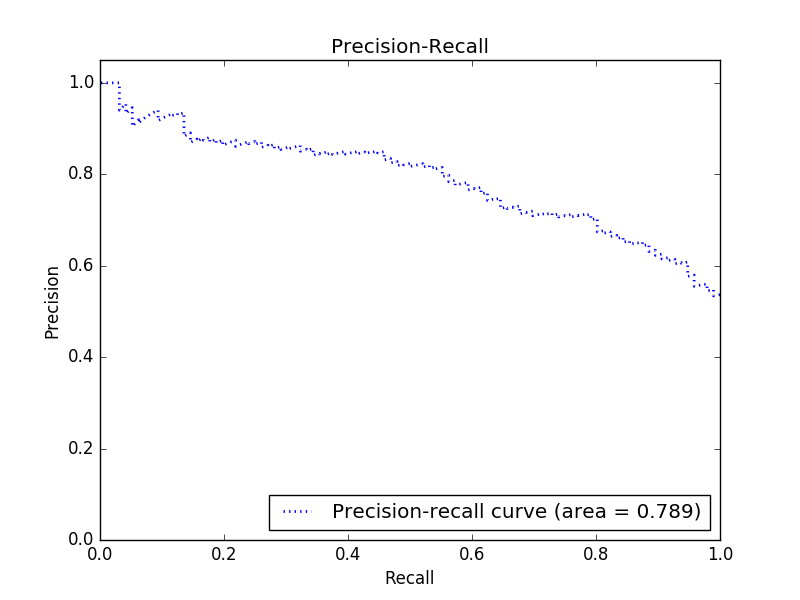 Precision-Recall
1.0
0.8
0.6
0.4
0.2
0.0
Precision
Precision-recall curve (area = 0.789)
0.0 0.2 0.4 0.6 0.8 1.0
Recall